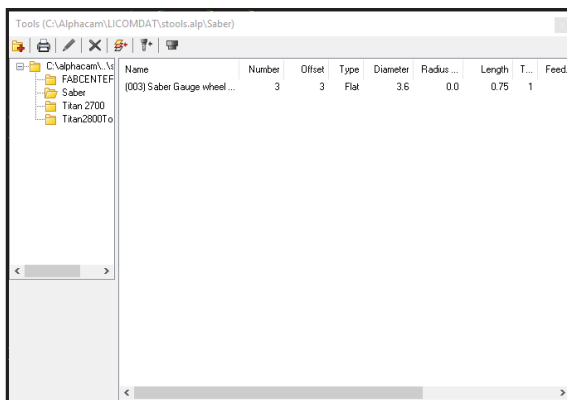 Tools (C:\Alphacam\LICOMDAT\stools.alp\Saber)
C:\alphacam\..\s
FABCENTEF
Saber
Titan 2700
Titan2800To
Name Number Offset Type Diameter Radius ... Length T... Feed.
(003) Saber Gauge wheel ... 3 3 Flat 3.6 0.0 0.75 1